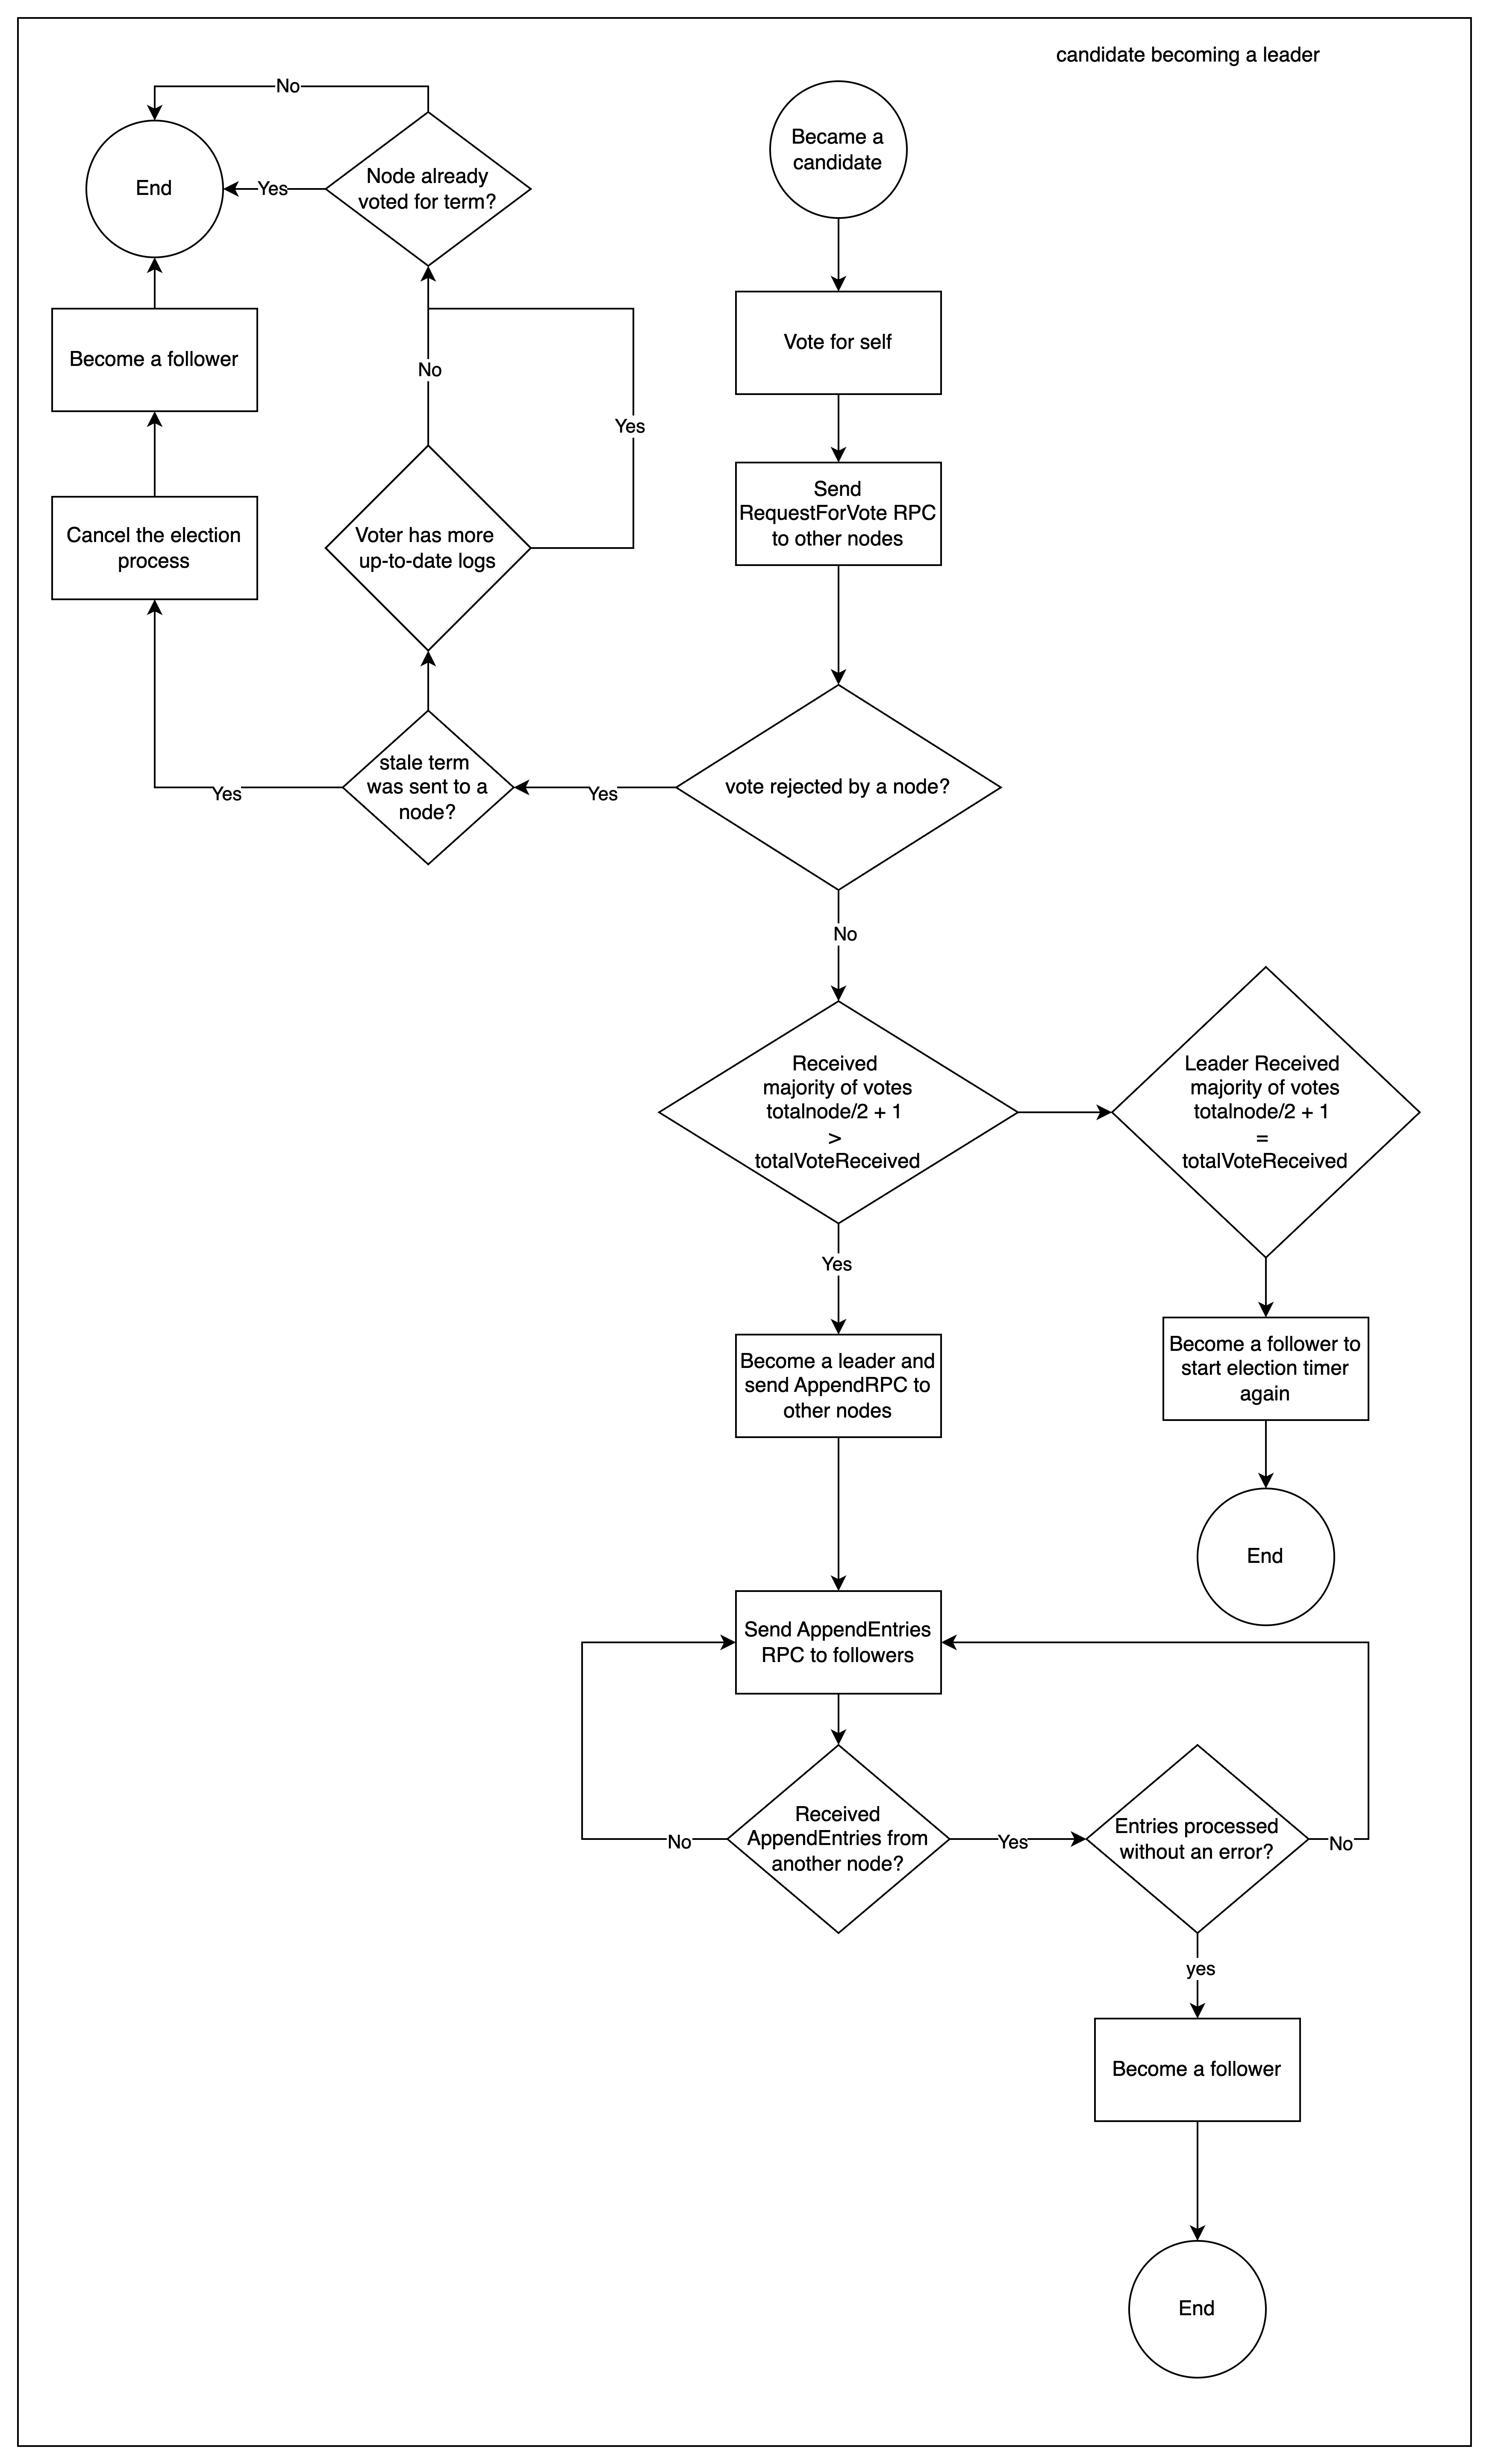 candidate becoming a leader
No
Became a
candidate
End
Yes
Node already
voted for term?
Vote for self
Become a follower
No
Yes
Send
RequestForVote RPC
to other nodes
Cancel the election
process
Voter has more
up-to-date logs
stale term
was sent to a
node?
Yes
Yes
vote rejected by a node?
No
Received
majority of votes
totalnode/2 + 1
>
totalVoteReceived
Leader Received
majority of votes
totalnode/2 + 1
=
totalVoteReceived
Yes
Become a leader and
send AppendRPC to
other nodes
Become a follower to
start election timer
again
End
Send AppendEntries
RPC to followers
No
Received
AppendEntries from
another node?
Yes
Entries processed
without an error?
No
yes
Become a follower
End